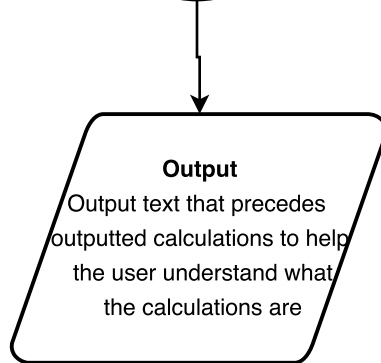 Output
Output text that precedes
outputted calculations to help
the user understand what
the calculations are